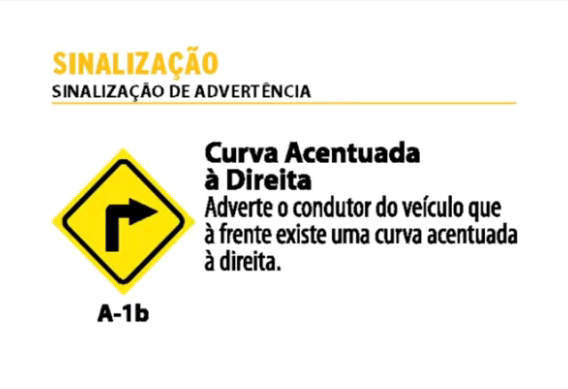 SINALIZAÇÃO
SINALIZAÇÃO DE ADVERTÊNCIA
Curva Acentuada
à Direita
Adverte o condutor do veículo que
à frente existe uma curva acentuada
à direita.
A-1b